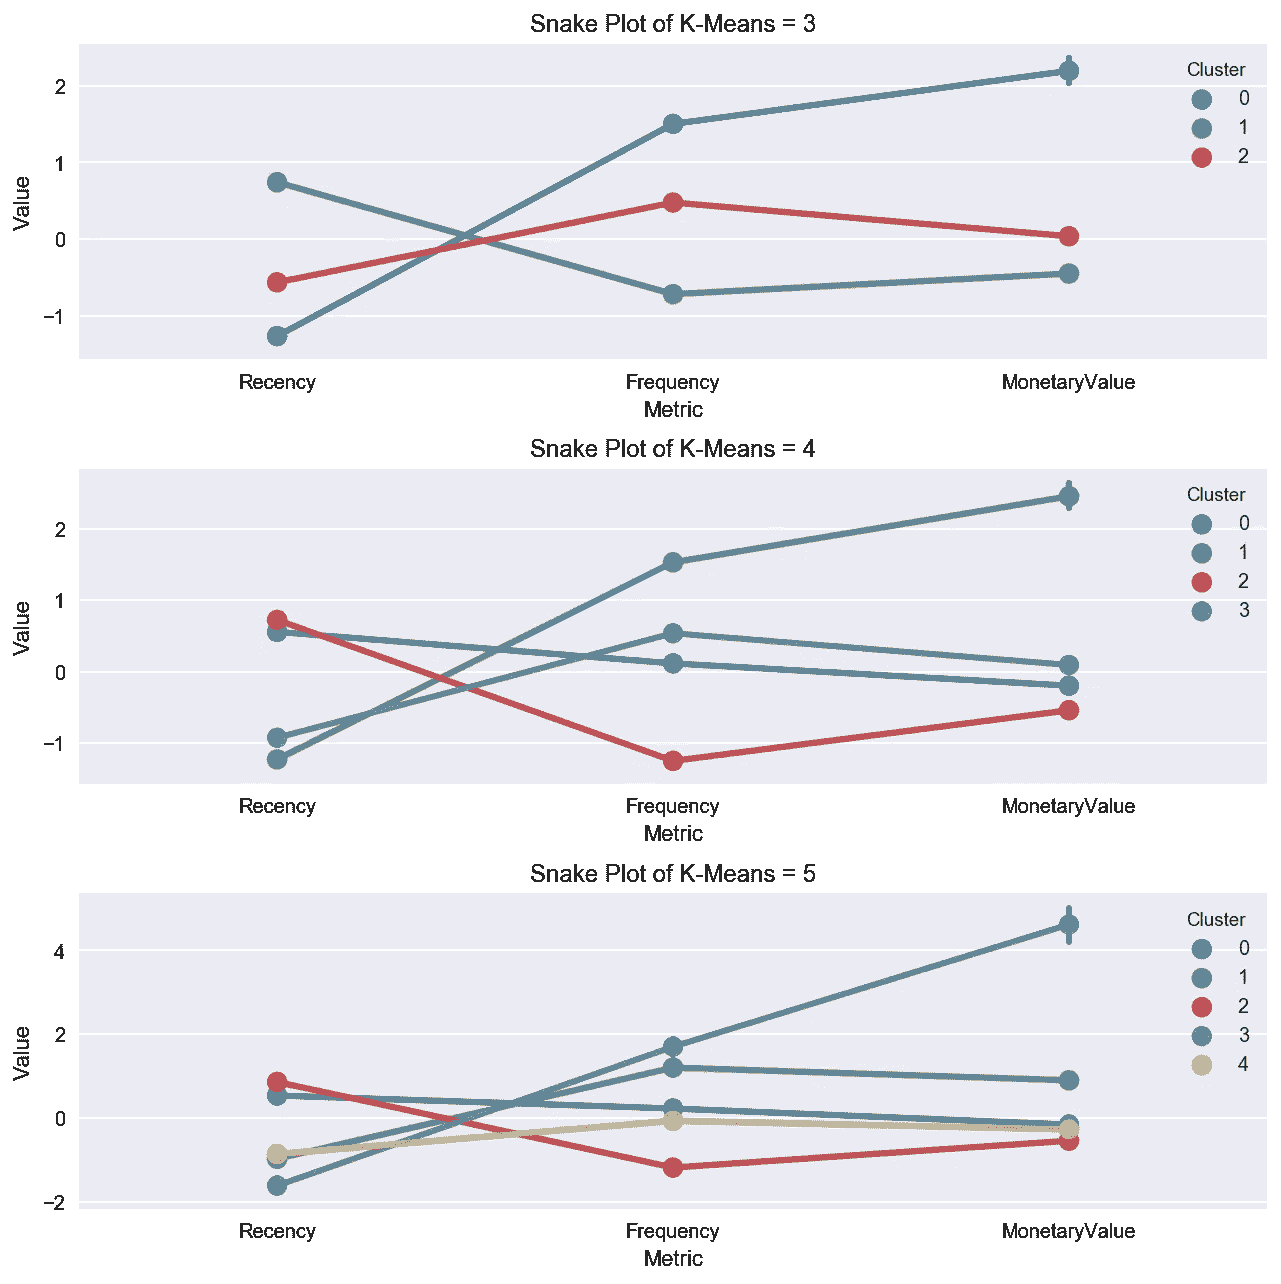 Snake Plot of K-Means = 3
Value
2
1
0
−1
Cluster
0
1
2
Recency Frequency MonetaryValue
Metric
Snake Plot of K-Means = 4
Value
2
1
0
−1
Cluster
0
1
2
3
Recency Frequency MonetaryValue
Metric
Snake Plot of K-Means = 5
Value
4
2
0
−2
Cluster
0
1
2
3
4
Recency Frequency MonetaryValue
Metric